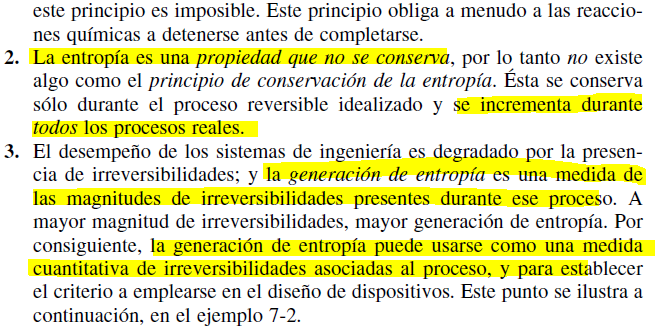 este principio es imposible. Este principio obliga a menudo a las reaccio-
nes químicas a detenerse antes de completarse.
2. La entropía es una propiedad que no se conserva, por lo tanto no existe
algo como el principio de conservación de la entropía. Ésta se conserva
sólo durante el proceso reversible idealizado y se incrementa durante
todos los procesos reales.
3. El desempeño de los sistemas de ingeniería es degradado por la presen-
cia de irreversibilidades; y la generación de entropía es una medida de
las magnitudes de irreversibilidades presentes durante ese proceso. A
mayor magnitud de irreversibilidades, mayor generación de entropía. Por
consiguiente, la generación de entropía puede usarse como una medida
cuantitativa de irreversibilidades asociadas al proceso, y para establecer
el criterio a emplearse en el diseño de dispositivos. Este punto se ilustra a
continuación, en el ejemplo 7-2.